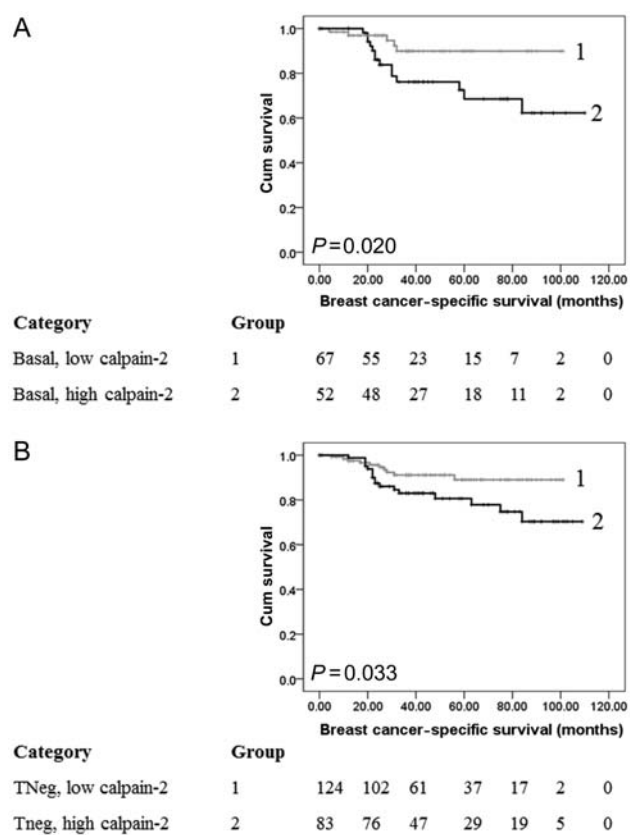 A
1.0
0.8
0.6
0.4
0.2
0.0
Cum survival
1
2
P=0.020
0.00 20.00 40.00 60.00 80.00 100.00 120.00
Breast cancer-specific survival (months)
Category Group
Basal, low calpain-2 1 67 55 23 15 7 2 0
Basal, high calpain-2 2 52 48 27 18 11 2 0
B
1.0
0.8
0.6
0.4
0.2
0.0
Cum survival
1
2
P=0.033
0.00 20.00 40.00 60.00 80.00 100.00 120.00
Breast cancer-specific survival (months)
Category Group
TNeg, low calpain-2 1 124 102 61 37 17 2 0
Tneg, high calpain-2 2 83 76 47 29 19 5 0